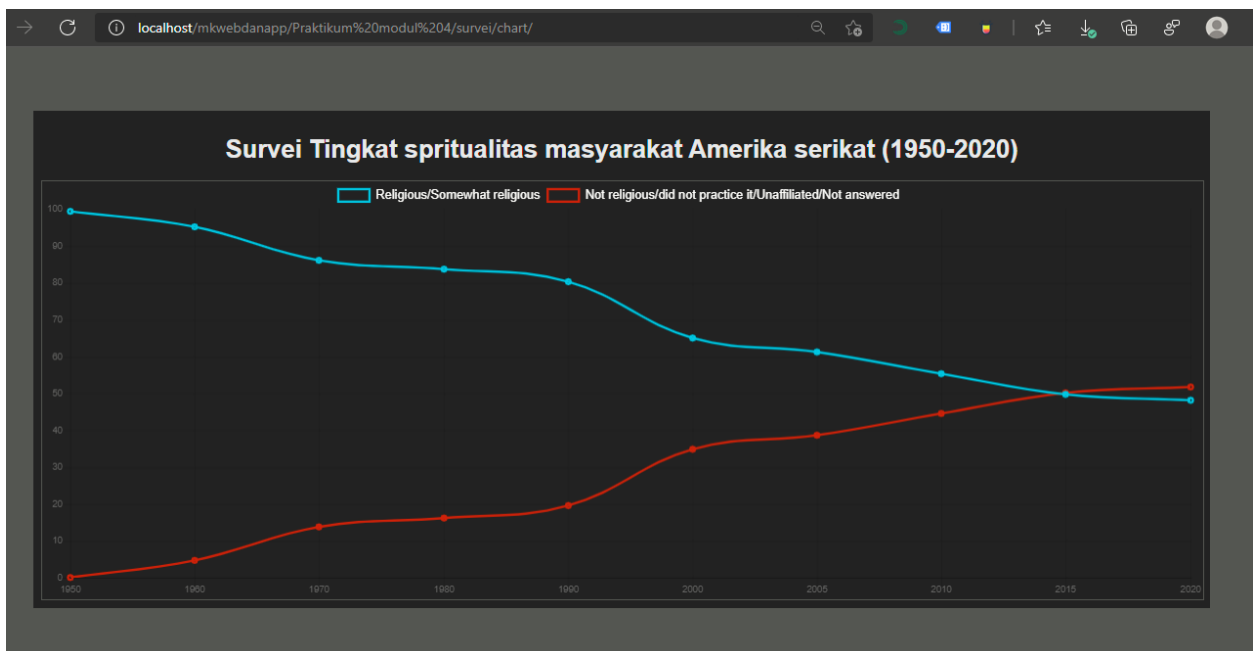 localhost/mkwebdanapp/Praktikum%20modul%204/survei/chart/
Survei Tingkat spritualitas masyarakat Amerika serikat (1950-2020)
Religious/Somewhat religious Not religious/did not practice it/Unaffiliated/Not answered
100
90
80
70
60
50
40
30
20
10
0
1950 1960 1970 1980 1990 2000 2005 2010 2015 2020